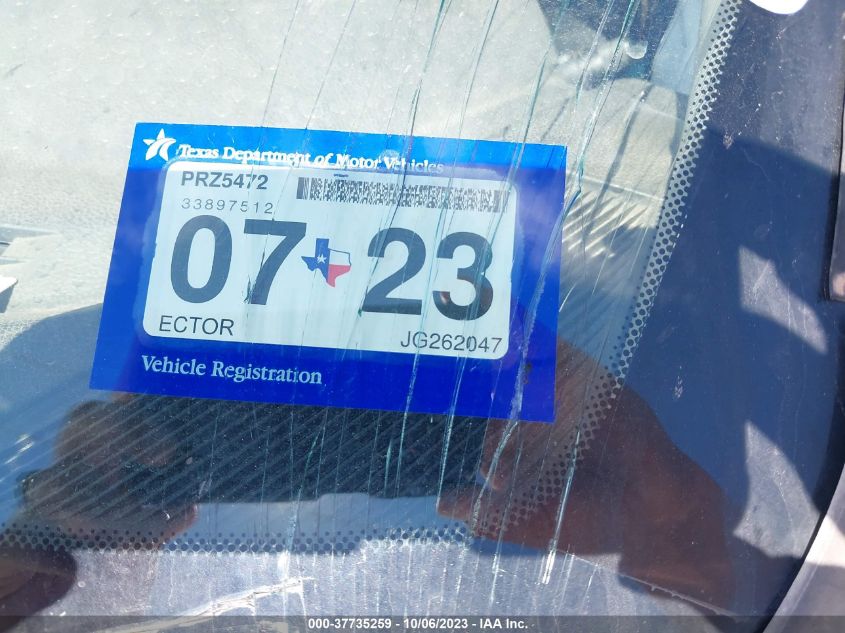 Texas Department of Motor Vehicles
PRZ5472
33897512
07 23
ECTOR JG262047
Vehicle Registration
000-37735259 - 10/06/2023 - IAA Inc.